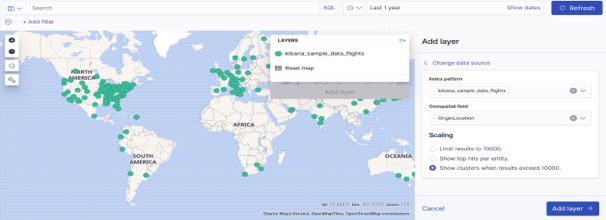 Search
KQL
Last 1 year
Show dates
Refresh
+ Add filter
LAYERS
kibana_sample_data_flights
Road map
Add layer
NORTH
AMERICA
AFRICA
SOUTH
AMERICA
OCEANIA
Elastic Maps Service, OpenMapTiles, OpenStreetMap contributors
Add layer
Change data source
Index pattern
kibana_sample_data_flights
Geospatial field
OriginLocation
Scaling
Limit results to 10000.
Show top hits per entity.
Show clusters when results exceed 10000.
Cancel
Add layer